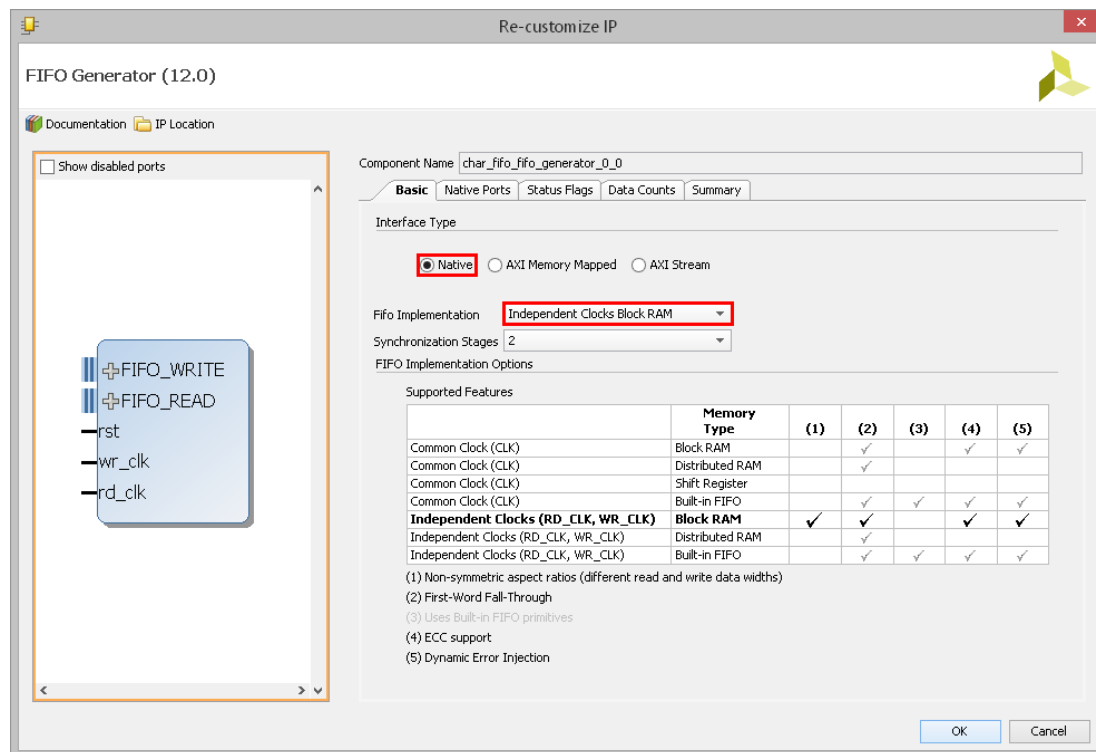 Re-customize IP
FIFO Generator (12.0)
Documentation IP Location
Show disabled ports
FIFO_WRITE
FIFO_READ
rst
wr_clk
rd_clk
Component Name char_fifo_fifo_generator_0_0
Basic Native Ports Status Flags Data Counts Summary
Interface Type
Native AXI Memory Mapped AXI Stream
Fifo Implementation Independent Clocks Block RAM
Synchronization Stages 2
FIFO Implementation Options
Supported Features
Memory Type (1) (2) (3) (4) (5)
Common Clock (CLK) Block RAM ✓ ✓ ✓
Common Clock (CLK) Distributed RAM ✓
Common Clock (CLK) Shift Register
Common Clock (CLK) Built-in FIFO ✓ ✓ ✓ ✓
Independent Clocks (RD_CLK, WR_CLK) Block RAM ✓ ✓ ✓ ✓
Independent Clocks (RD_CLK, WR_CLK) Distributed RAM ✓
Independent Clocks (RD_CLK, WR_CLK) Built-in FIFO ✓ ✓ ✓ ✓
(1) Non-symmetric aspect ratios (different read and write data widths)
(2) First-Word Fall-Through
(3) Uses Built-in FIFO primitives
(4) ECC support
(5) Dynamic Error Injection
OK Cancel